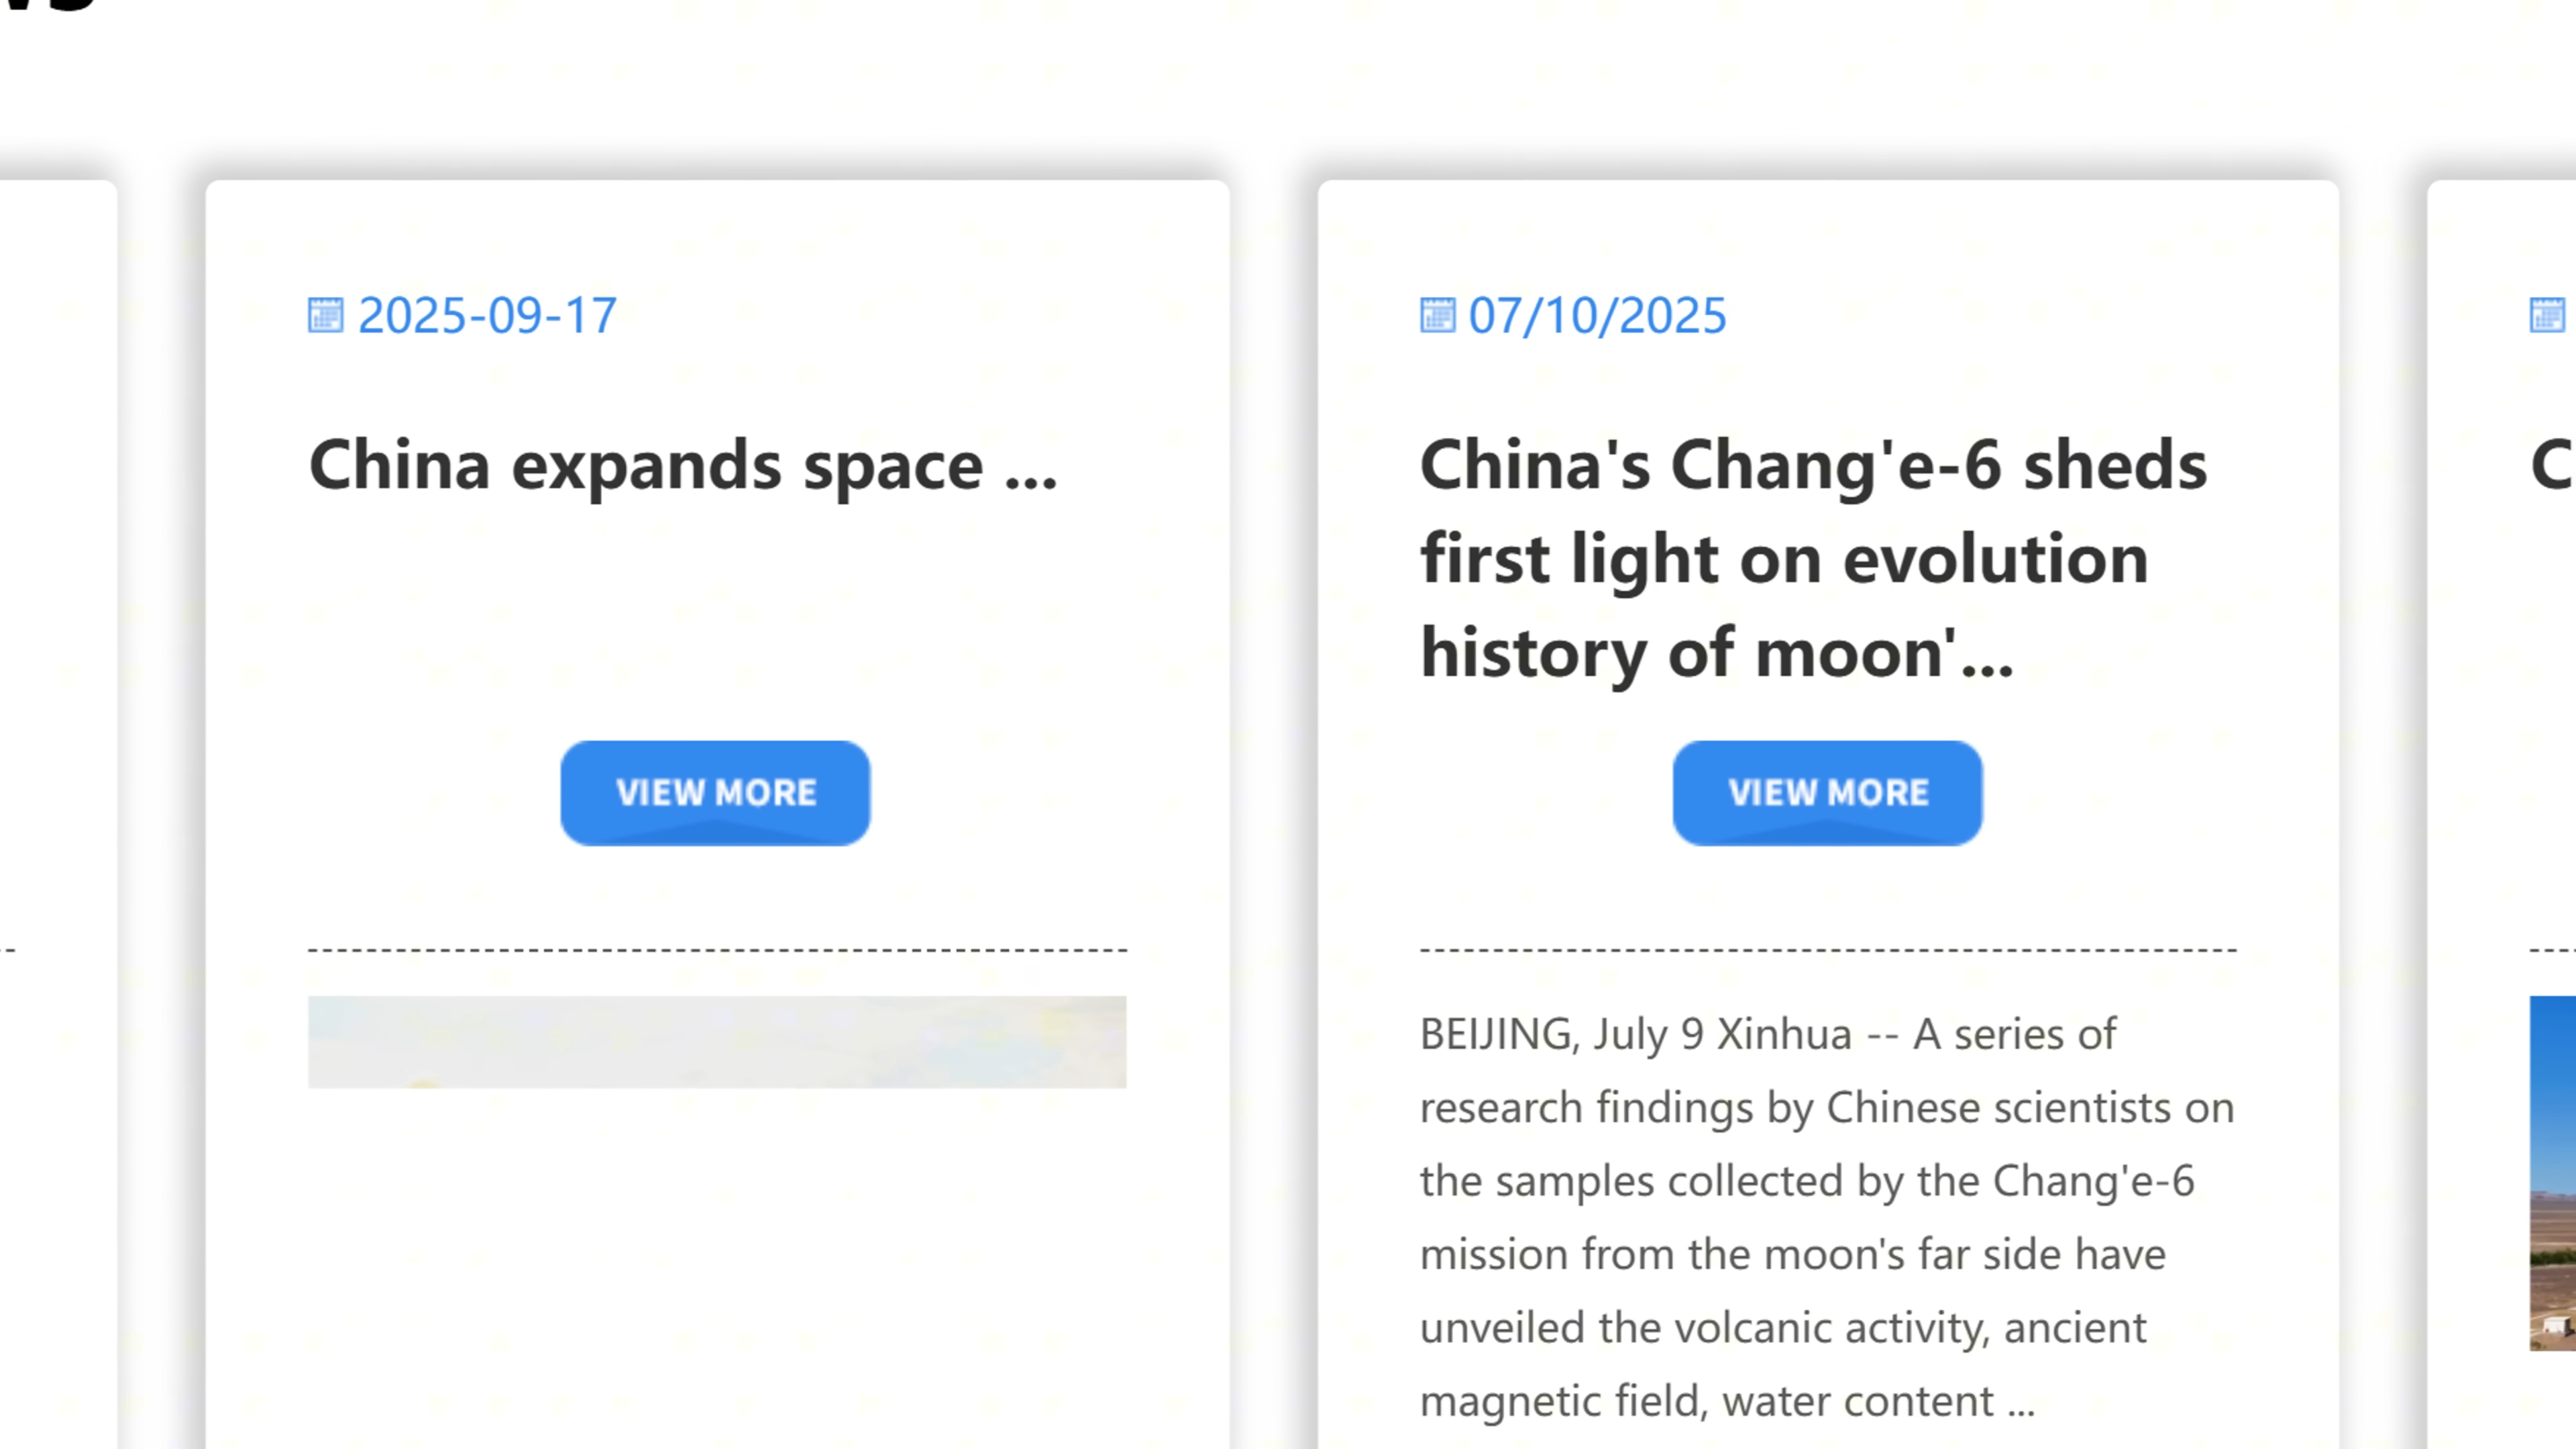 2025-09-17
China expands space ...
VIEW MORE
07/10/2025
China's Chang'e-6 sheds
first light on evolution
history of moon'...
VIEW MORE
BEIJING, July 9 Xinhua -- A series of
research findings by Chinese scientists on
the samples collected by the Chang'e-6
mission from the moon's far side have
unveiled the volcanic activity, ancient
magnetic field, water content ...
C